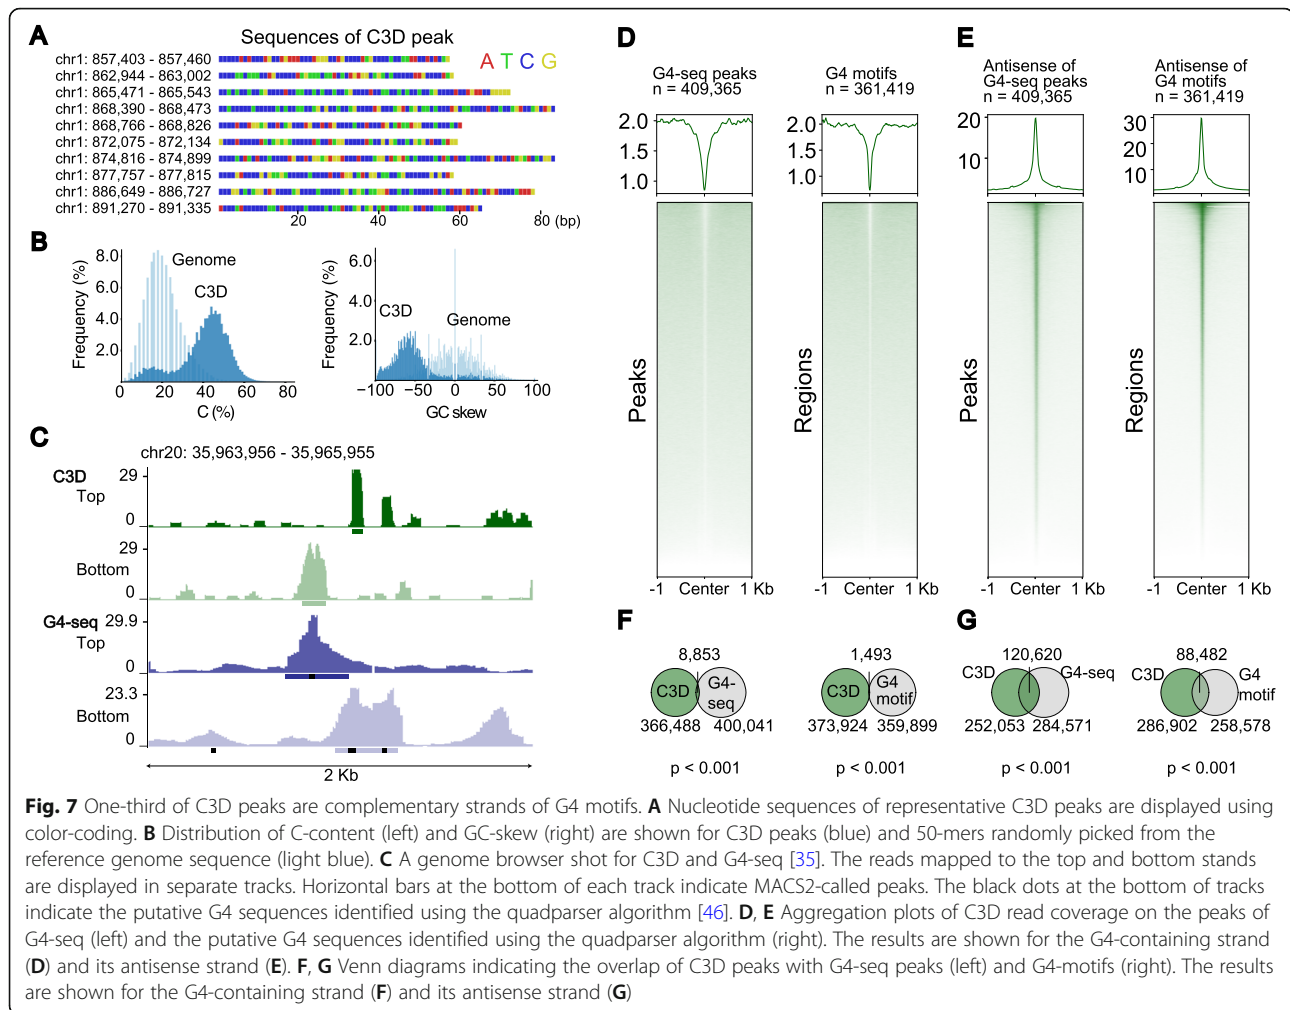 A
Sequences of C3D peak
A T C G
chr1: 857,403 - 857,460
chr1: 862,944 - 863,002
chr1: 865,471 - 865,543
chr1: 868,390 - 868,473
chr1: 868,766 - 868,826
chr1: 872,075 - 872,134
chr1: 874,816 - 874,899
chr1: 877,757 - 877,815
chr1: 886,649 - 886,727
chr1: 891,270 - 891,335
20 40 60 80 (bp)
B
Frequency (%)
8.0
6.0
4.0
2.0
Genome
C3D
0 20 40 60 80
C (%)
Frequency (%)
6.0
4.0
2.0
C3D
Genome
−100 −50 0 50 100
GC skew
C
chr20: 35,963,956 - 35,965,955
C3D
Top
29
0
Bottom
29
0
G4-seq
Top
29.9
0
Bottom
23.3
0
2 Kb
D
G4-seq peaks
n = 409,365
2.0
1.5
1.0
Peaks
-1 Center 1 Kb
G4 motifs
n = 361,419
2.0
1.5
1.0
Regions
-1 Center 1 Kb
E
Antisense of
G4-seq peaks
n = 409,365
20
10
Peaks
-1 Center 1 Kb
Antisense of
G4 motifs
n = 361,419
30
20
10
Regions
-1 Center 1 Kb
F
8,853
C3D
G4-
seq
366,488 400,041
p < 0.001
1,493
C3D
G4
motif
373,924 359,899
p < 0.001
G
120,620
C3D
G4-seq
252,053 284,571
p < 0.001
88,482
C3D
G4
motif
286,902 258,578
p < 0.001
Fig. 7 One-third of C3D peaks are complementary strands of G4 motifs. A Nucleotide sequences of representative C3D peaks are displayed using
color-coding. B Distribution of C-content (left) and GC-skew (right) are shown for C3D peaks (blue) and 50-mers randomly picked from the
reference genome sequence (light blue). C A genome browser shot for C3D and G4-seq [35]. The reads mapped to the top and bottom stands
are displayed in separate tracks. Horizontal bars at the bottom of each track indicate MACS2-called peaks. The black dots at the bottom of tracks
indicate the putative G4 sequences identified using the quadparser algorithm [46]. D, E Aggregation plots of C3D read coverage on the peaks of
G4-seq (left) and the putative G4 sequences identified using the quadparser algorithm (right). The results are shown for the G4-containing strand
(D) and its antisense strand (E). F, G Venn diagrams indicating the overlap of C3D peaks with G4-seq peaks (left) and G4-motifs (right). The results
are shown for the G4-containing strand (F) and its antisense strand (G)